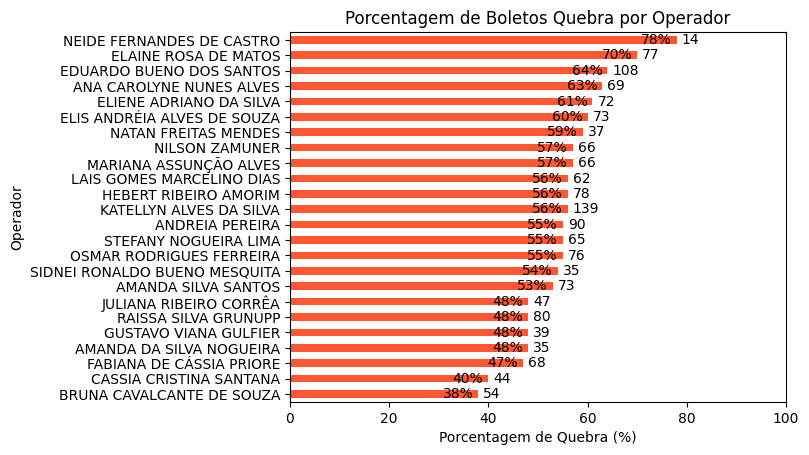 Porcentagem de Boletos Quebra por Operador
NEIDE FERNANDES DE CASTRO 78% 14
ELAINE ROSA DE MATOS 70% 77
EDUARDO BUENO DOS SANTOS 64% 108
ANA CAROLYNE NUNES ALVES 63% 69
ELIENE ADRIANO DA SILVA 61% 72
ELIS ANDRÉIA ALVES DE SOUZA 60% 73
NATAN FREITAS MENDES 59% 37
NILSON ZAMUNER 57% 66
MARIANA ASSUNÇÃO ALVES 57% 66
LAIS GOMES MARCELINO DIAS 56% 62
HEBERT RIBEIRO AMORIM 56% 78
KATELLYN ALVES DA SILVA 56% 139
ANDREIA PEREIRA 55% 90
STEFANY NOGUEIRA LIMA 55% 65
OSMAR RODRIGUES FERREIRA 55% 76
SIDNEI RONALDO BUENO MESQUITA 54% 35
AMANDA SILVA SANTOS 53% 73
JULIANA RIBEIRO CORRÊA 48% 47
RAISSA SILVA GRUNUPP 48% 80
GUSTAVO VIANA GULFIER 48% 39
AMANDA DA SILVA NOGUEIRA 48% 35
FABIANA DE CÁSSIA PRIORE 47% 68
CASSIA CRISTINA SANTANA 40% 44
BRUNA CAVALCANTE DE SOUZA 38% 54
Operador
0 20 40 60 80 100
Porcentagem de Quebra (%)